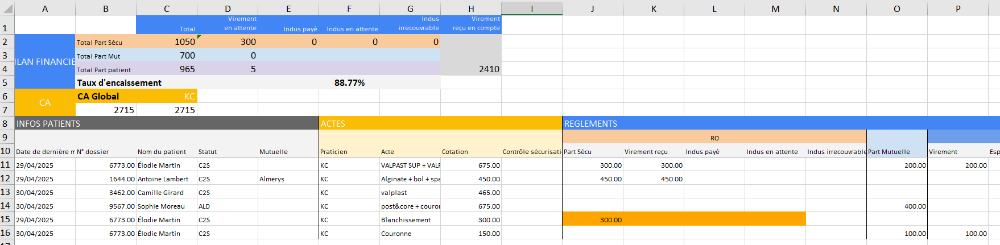 A B C D E F G H I J K L M N O P
1 Total Virement en attente Indus payé Indus en attente Indus irrecouvrable Virement reçu en compte
2 Total Part Sécu 1050 300 0 0 0
3 ILAN FINANCIE Total Part Mut 700 0
4 Total Part patient 965 5 2410
5 Taux d'encaissement 88.77%
6 CA CA Global KC
7 2715 2715
8 INFOS PATIENTS ACTES REGLEMENTS
9 RO
10 Date de dernière m N° dossier Nom du patient Statut Mutuelle Praticien Acte Cotation Contrôle sécurisati Part Sécu Virement reçu Indus payé Indus en attente Indus irrecouvrable Part Mutuelle Virement Esp
11 29/04/2025 6773.00 Élodie Martin C2S KC VALPAST SUP + VALP 675.00 300.00 300.00 200.00 200.00
12 29/04/2025 1644.00 Antoine Lambert C2S Almerys KC Alginate + bol + spa 450.00 450.00 450.00
13 30/04/2025 3462.00 Camille Girard C2S KC valplast 465.00
14 30/04/2025 9567.00 Sophie Moreau ALD KC post&core + couror 675.00 400.00
15 29/04/2025 6773.00 Élodie Martin C2S KC Blanchissement 300.00 300.00
16 30/04/2025 6773.00 Élodie Martin C2S KC Couronne 150.00 100.00 100.00